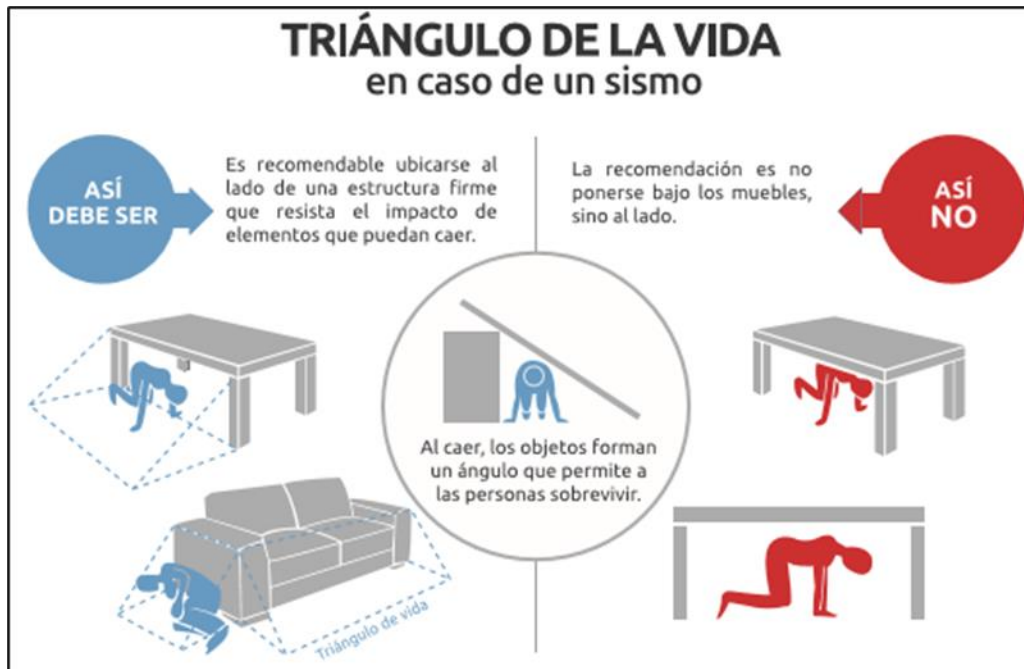 TRIÁNGULO DE LA VIDA
en caso de un sismo
ASÍ
DEBE SER
Es recomendable ubicarse al
lado de una estructura firme
que resista el impacto de
elementos que puedan caer.
La recomendación es no
ponerse bajo los muebles,
sino al lado.
ASÍ
NO
Al caer, los objetos forman
un ángulo que permite a
las personas sobrevivir.
Triángulo de vida